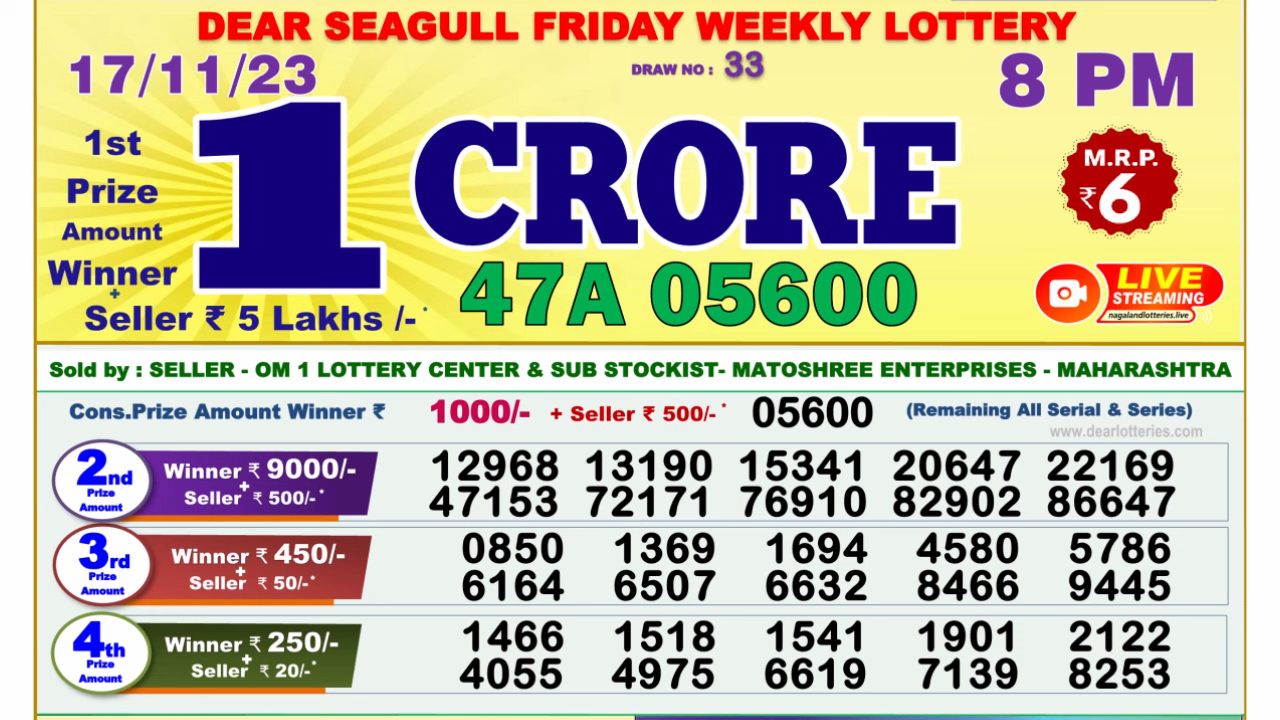 DEAR SEAGULL FRIDAY WEEKLY LOTTERY
17/11/23
DRAW NO : 33
8 PM
1st
Prize
Amount
Winner
+
Seller ₹ 5 Lakhs /-*
1 CRORE
47A 05600
M.R.P.
₹6
LIVE
STREAMING
nagalandlotteries.live
Sold by : SELLER - OM 1 LOTTERY CENTER & SUB STOCKIST- MATOSHREE ENTERPRISES - MAHARASHTRA
Cons.Prize Amount Winner ₹ 1000/- + Seller ₹ 500/-* 05600 (Remaining All Serial & Series)
www.dearlotteries.com
2nd
Prize
Amount
Winner ₹ 9000/-
+
Seller ₹ 500/-*
12968 13190 15341 20647 22169
47153 72171 76910 82902 86647
3rd
Prize
Amount
Winner ₹ 450/-
+
Seller ₹ 50/-*
0850 1369 1694 4580 5786
6164 6507 6632 8466 9445
4th
Prize
Amount
Winner ₹ 250/-
+
Seller ₹ 20/-*
1466 1518 1541 1901 2122
4055 4975 6619 7139 8253